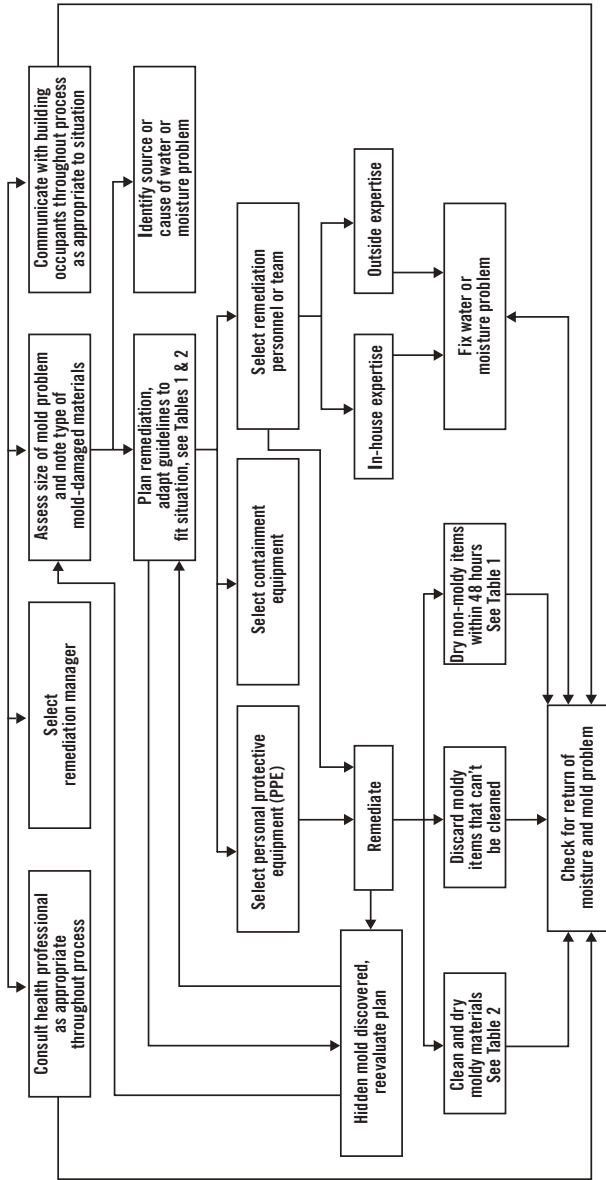 Consult health professional
as appropriate
throughout process
Select
remediation manager
Assess size of mold problem
and note type of
mold-damaged materials
Communicate with building
occupants throughout process
as appropriate to situation
Plan remediation,
adapt guidelines to
fit situation, see Tables 1 & 2
Identify source or
cause of water or
moisture problem
Select personal protective
equipment (PPE)
Select containment
equipment
Select remediation
personnel or team
Hidden mold discovered,
reevaluate plan
Remediate
In-house expertise
Outside expertise
Clean and dry
moldy materials
See Table 2
Discard moldy
items that can't
be cleaned
Dry non-moldy items
within 48 hours
See Table 1
Fix water or
moisture problem
Check for return of
moisture and mold problem